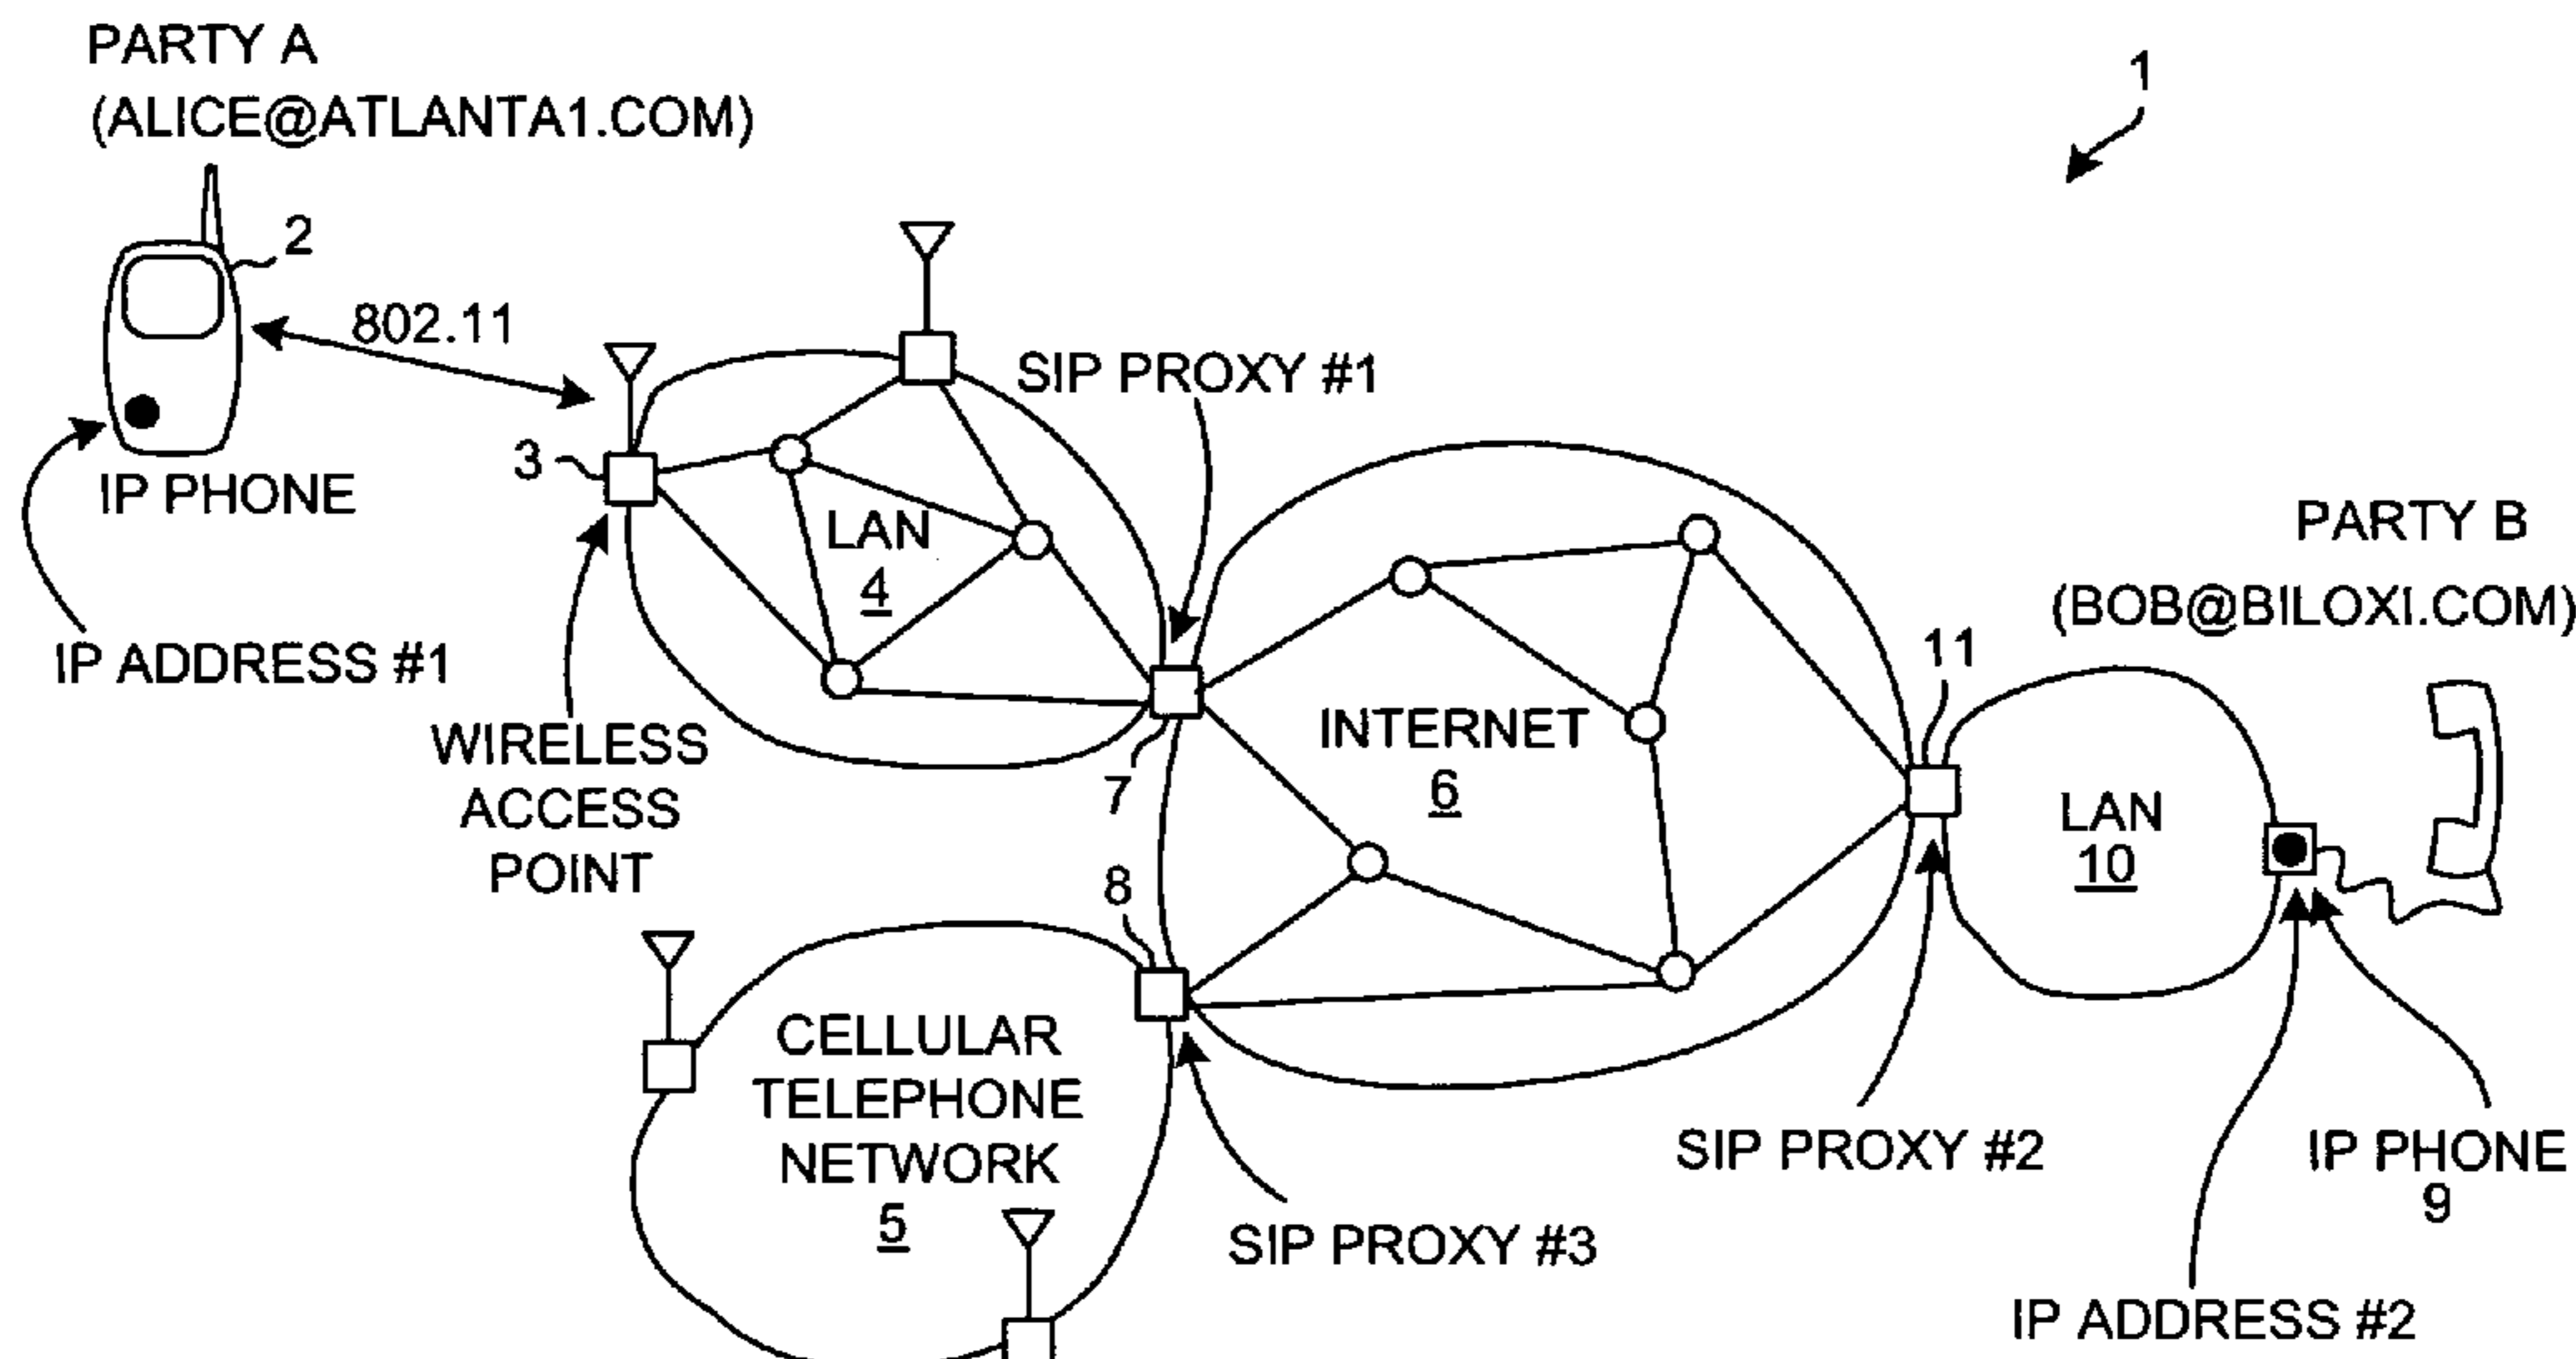 PARTY A
(ALICE@ATLANTA1.COM)
1
2
802.11
SIP PROXY #1
3
IP PHONE
LAN
4
PARTY B
(BOB@BILOXI.COM)
IP ADDRESS #1
11
WIRELESS
ACCESS
POINT
7
INTERNET
6
LAN
10
8
CELLULAR
TELEPHONE
NETWORK
5
SIP PROXY #2
IP PHONE
9
SIP PROXY #3
IP ADDRESS #2